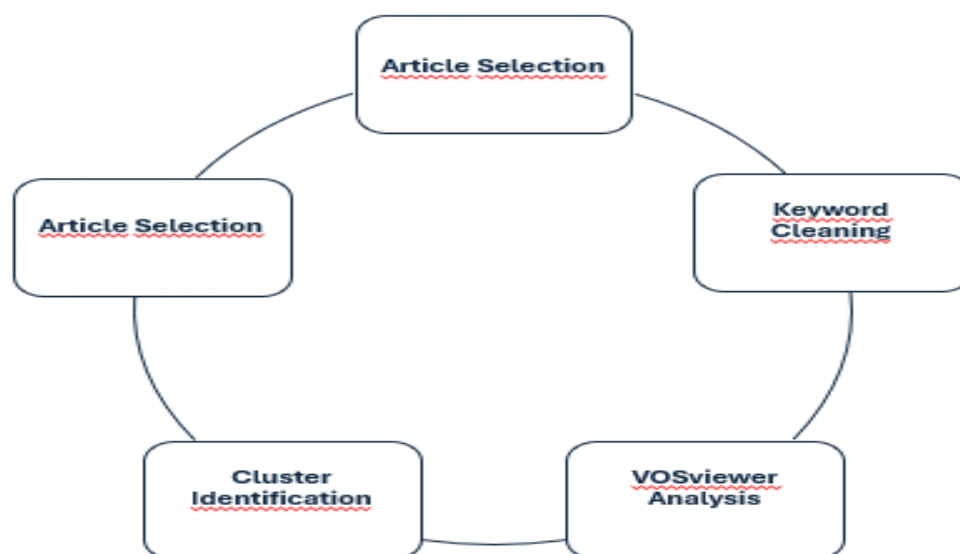 Article Selection
Article Selection
Keyword
Cleaning
Cluster
Identification
VOSviewer
Analysis